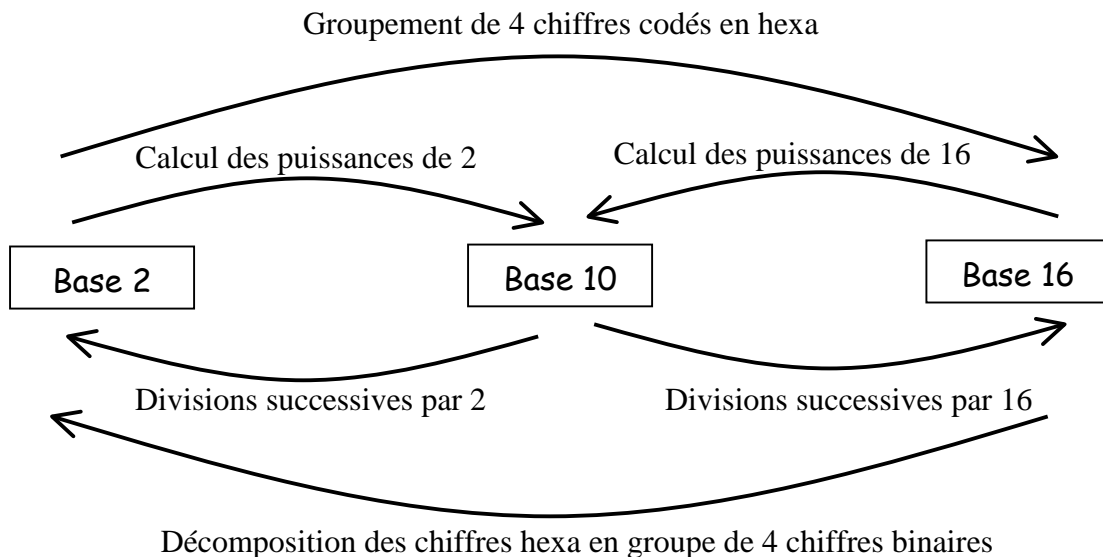 Groupement de 4 chiffres codés en hexa
Calcul des puissances de 2
Calcul des puissances de 16
Base 2
Base 10
Base 16
Divisions successives par 2
Divisions successives par 16
Décomposition des chiffres hexa en groupe de 4 chiffres binaires